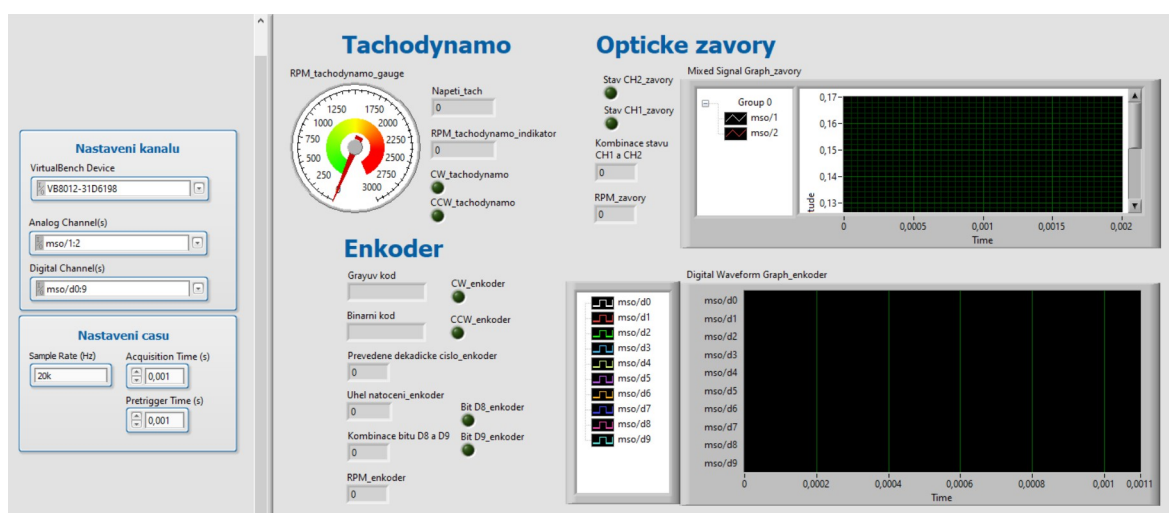 Nastaveni kanalu
VirtualBench Device
VB8012-31D6198
Analog Channel(s)
mso/1:2
Digital Channel(s)
mso/d0:9
Nastaveni casu
Sample Rate (Hz)
20k
Acquisition Time (s)
0,001
Pretrigger Time (s)
0,001
Tachodynamo
RPM_tachodynamo_gauge
0
250
500
750
1000
1250
1750
2000
2250
2500
2750
3000
Napeti_tach
0
RPM_tachodynamo_indikator
0
CW_tachodynamo
CCW_tachodynamo
Opticke zavory
Stav CH2_zavory
Stav CH1_zavory
Kombinace stavu
CH1 a CH2
0
RPM_zavory
0
Mixed Signal Graph_zavory
Group 0
mso/1
mso/2
0,17
0,16
0,15
0,14
0,13
tude
0
0,0005
0,001
0,0015
0,002
Time
Enkoder
Grayuv kod
CW_enkoder
Binarni kod
CCW_enkoder
Prevedene dekadicke cislo_enkoder
0
Uhel natoceni_enkoder
0
Bit D8_enkoder
Kombinace bitu D8 a D9
0
Bit D9_enkoder
RPM_enkoder
0
mso/d0
mso/d1
mso/d2
mso/d3
mso/d4
mso/d5
mso/d6
mso/d7
mso/d8
mso/d9
Digital Waveform Graph_enkoder
mso/d0
mso/d1
mso/d2
mso/d3
mso/d4
mso/d5
mso/d6
mso/d7
mso/d8
mso/d9
0
0,0002
0,0004
0,0006
0,0008
0,001
0,0011
Time